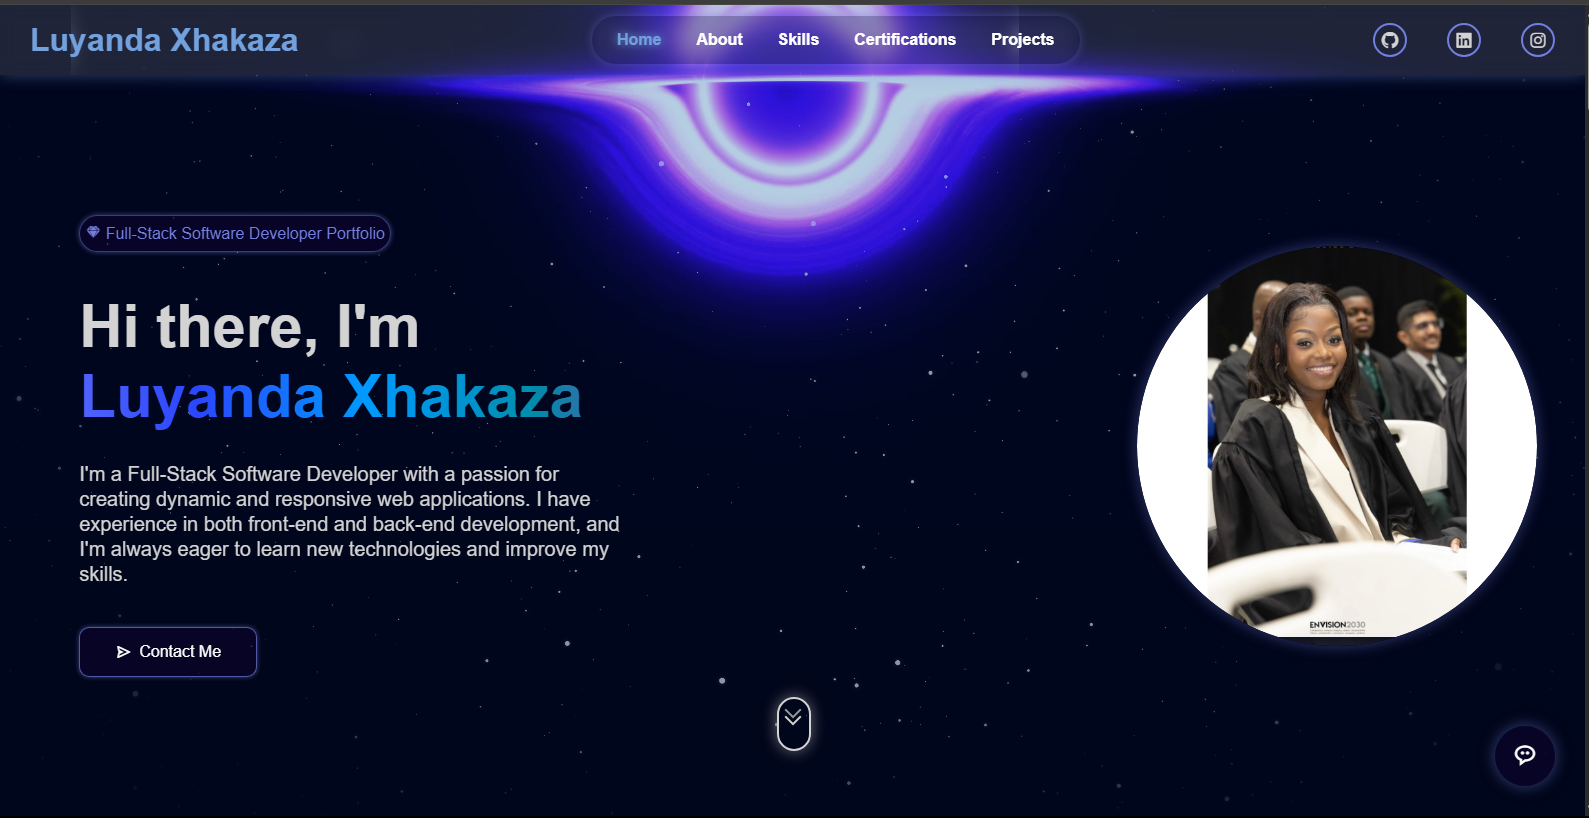 Luyanda Xhakaza
Home About Skills Certifications Projects
Full-Stack Software Developer Portfolio
Hi there, I'm
Luyanda Xhakaza
I'm a Full-Stack Software Developer with a passion for
creating dynamic and responsive web applications. I have
experience in both front-end and back-end development, and
I'm always eager to learn new technologies and improve my
skills.
Contact Me
ENVISION2030